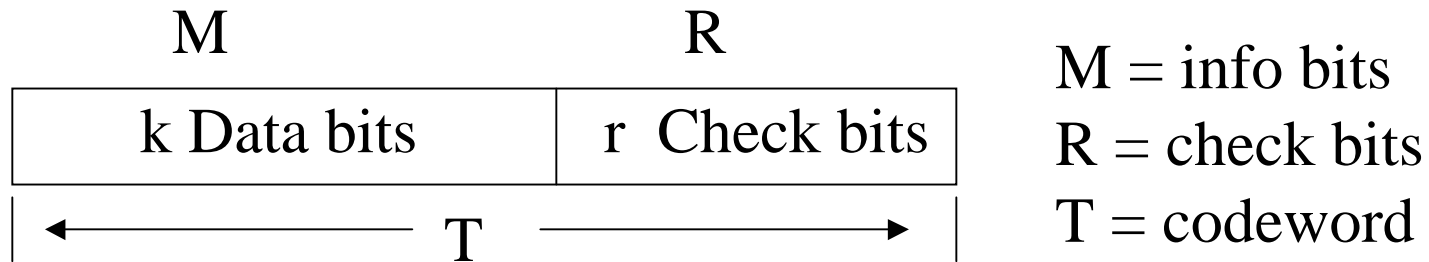 M R
k Data bits r Check bits
T
M = info bits
R = check bits
T = codeword